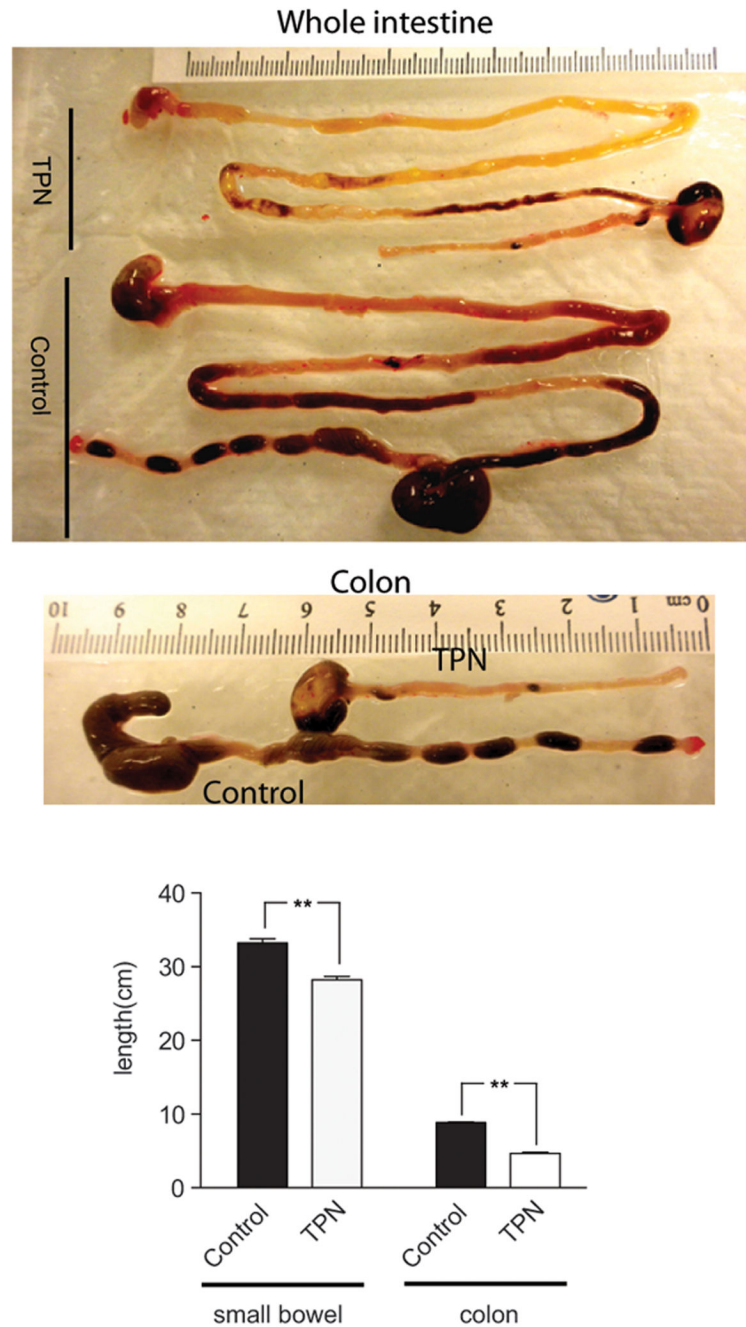 Whole intestine
TPN
Control
Colon
10 9 8 7 6 5 4 3 2 1 cm 0
TPN
Control
40
30
20
10
0
length(cm)
**
**
Control TPN Control TPN
small bowel colon